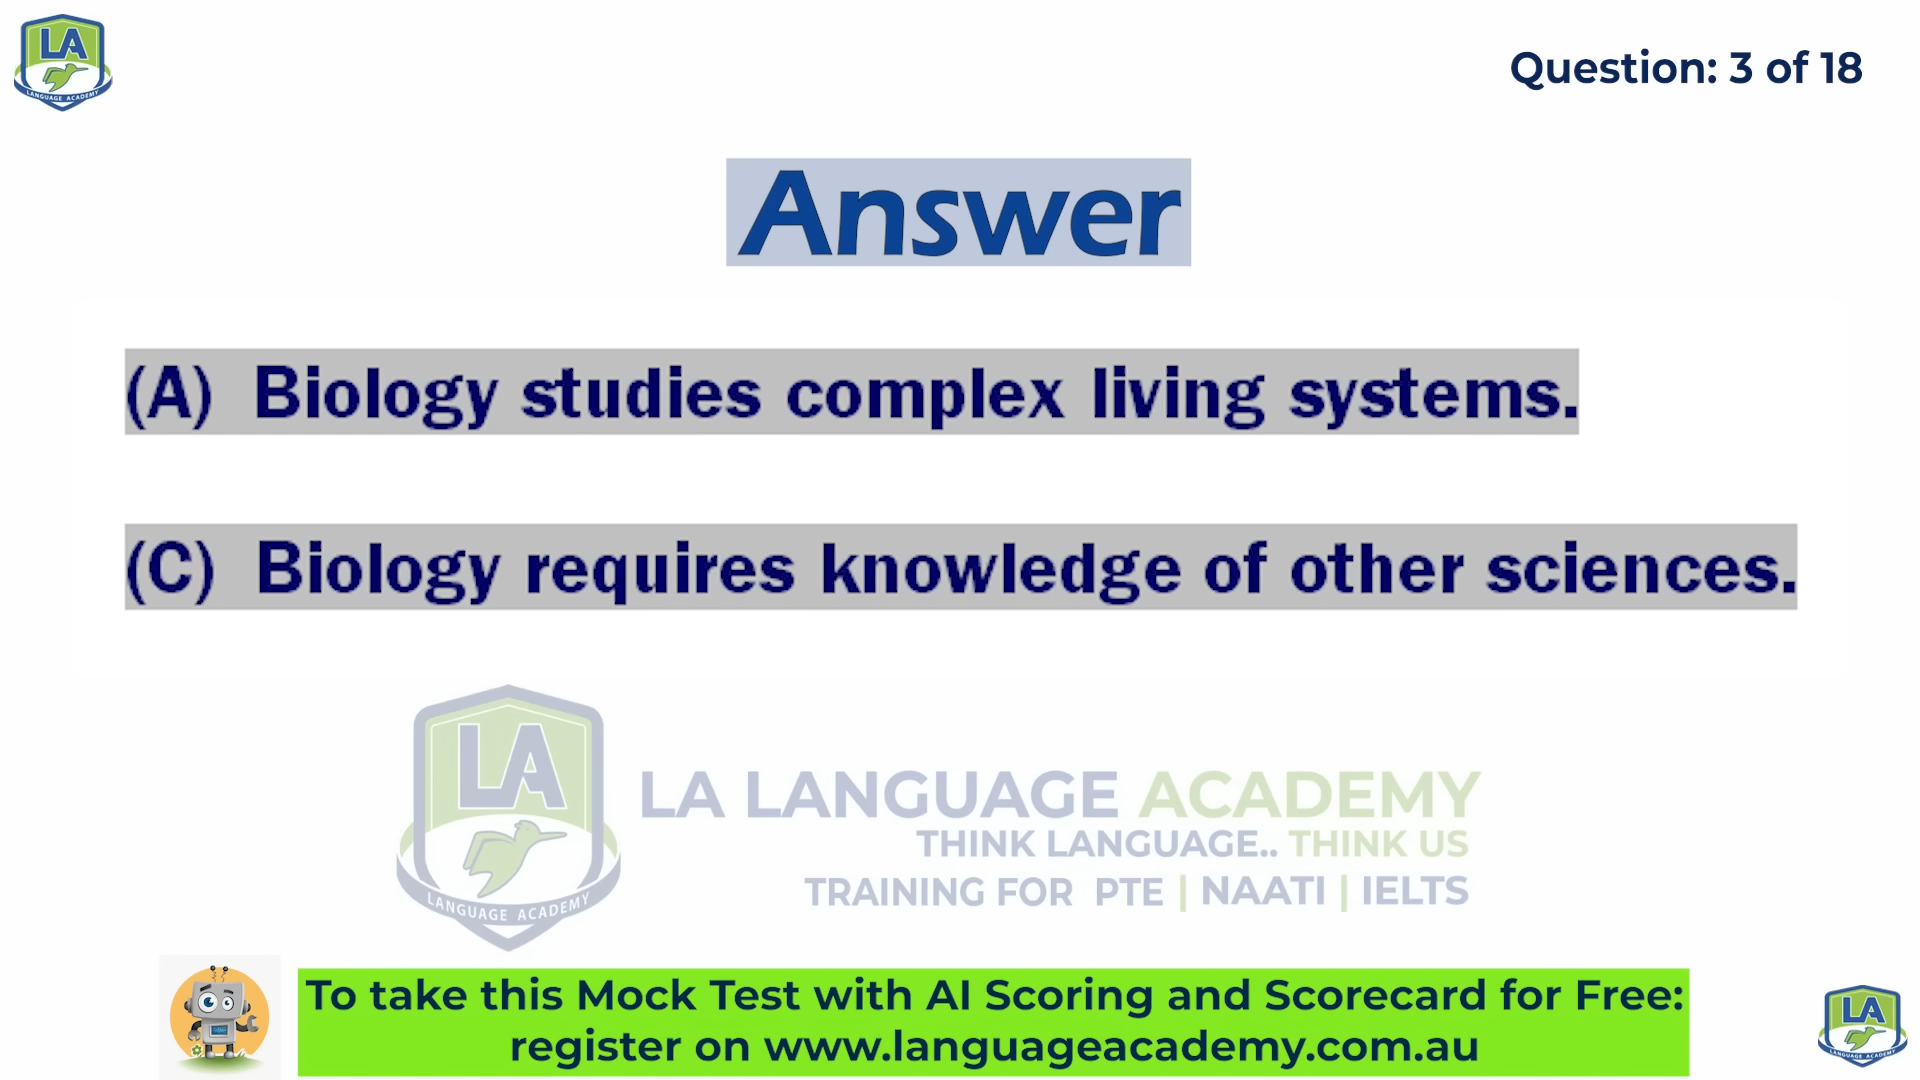 LA
LANGUAGE ACADEMY
Question: 3 of 18
Answer
(A) Biology studies complex living systems.
(C) Biology requires knowledge of other sciences.
LA
LANGUAGE ACADEMY
LA LANGUAGE ACADEMY
THINK LANGUAGE.. THINK US
TRAINING FOR PTE | NAATI | IELTS
To take this Mock Test with AI Scoring and Scorecard for Free:
register on www.languageacademy.com.au
LA
LANGUAGE ACADEMY